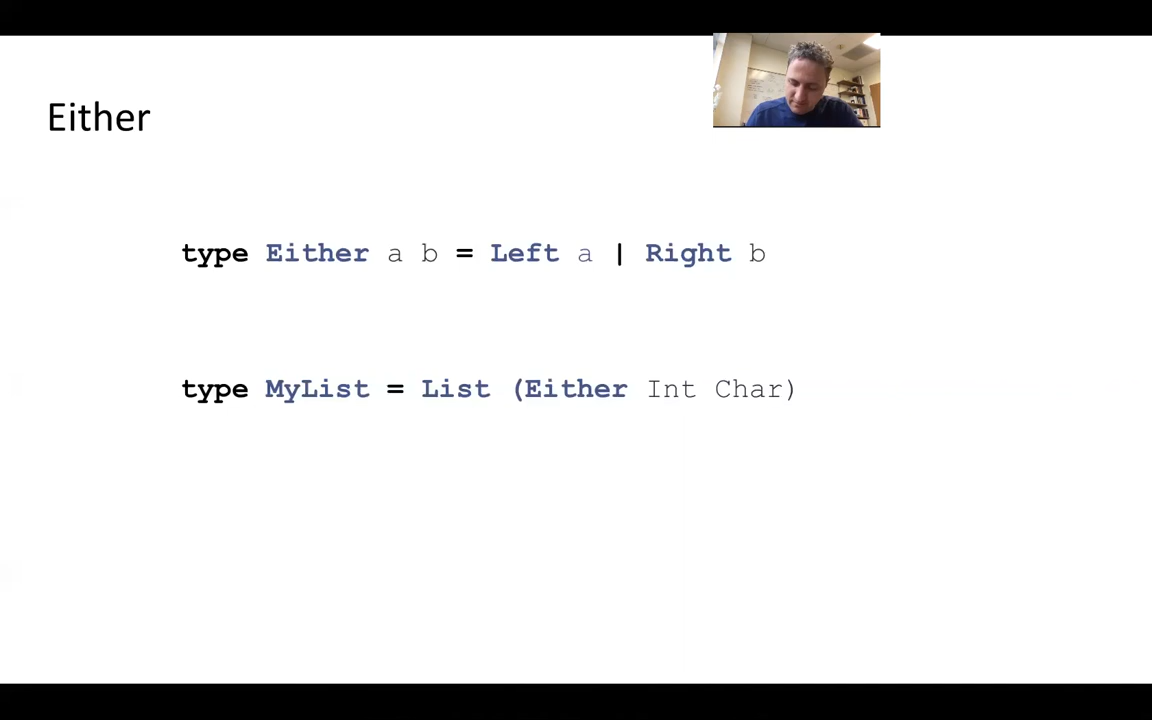 Either
type Either a b = Left a | Right b
type MyList = List (Either Int Char)